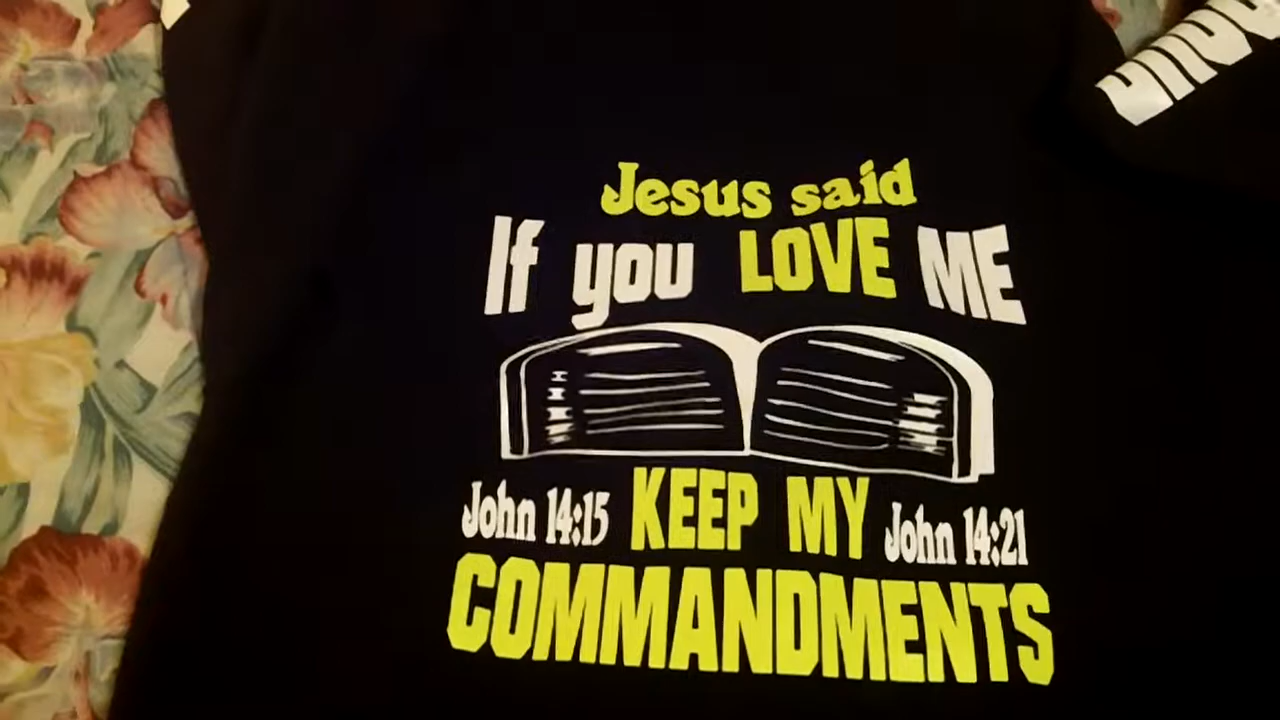 Jesus said
If you LOVE ME
John 14:15 KEEP MY John 14:21
COMMANDMENTS